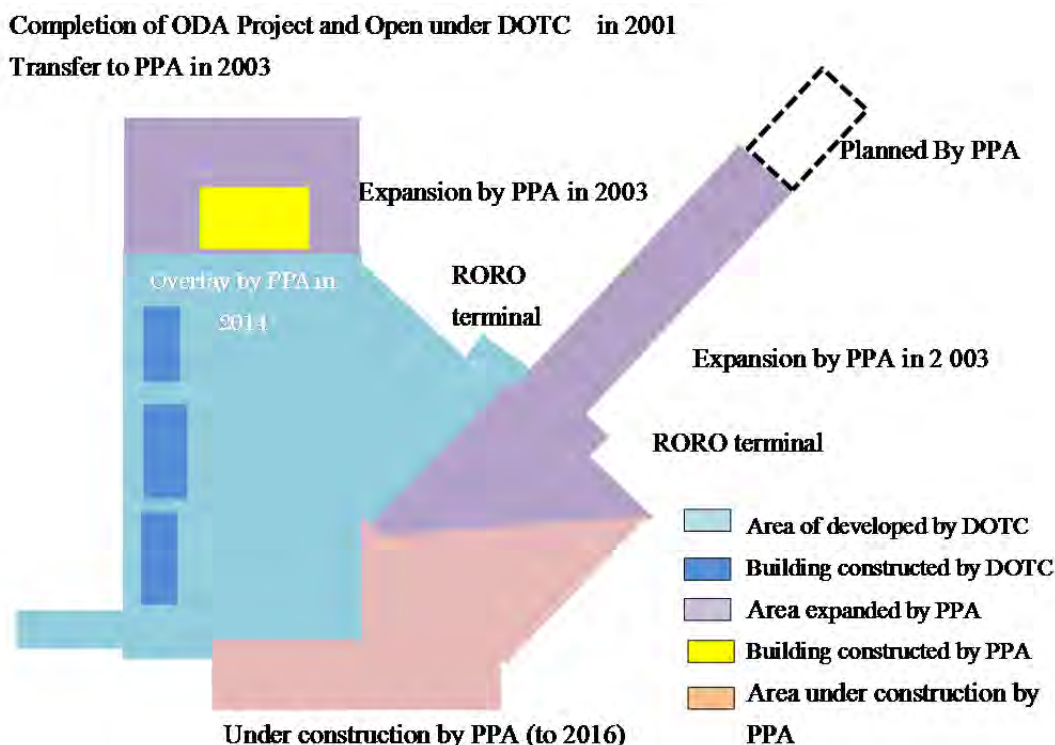 Completion of ODA Project and Open under DOTC in 2001
Transfer to PPA in 2003
Planned By PPA
Expansion by PPA in 2003
Overlay by PPA in
2014
RORO
terminal
Expansion by PPA in 2 003
RORO terminal
Area of developed by DOTC
Building constructed by DOTC
Area expanded by PPA
Building constructed by PPA
Area under construction by
PPA
Under construction by PPA (to 2016)